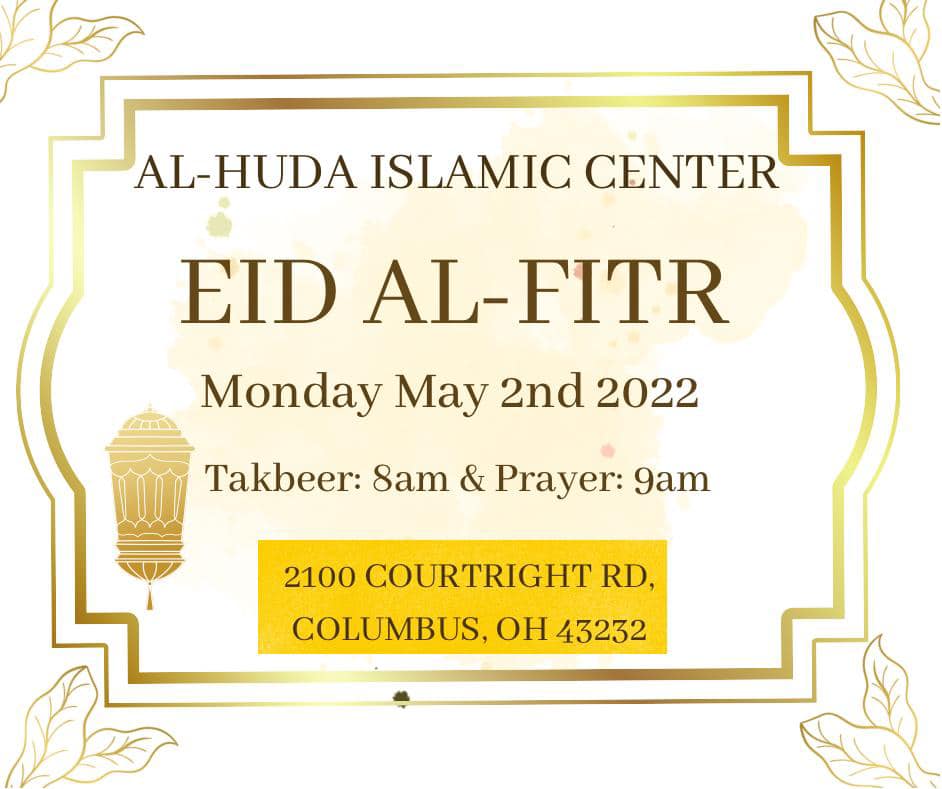 AL-HUDA ISLAMIC CENTER
EID AL-FITR
Monday May 2nd 2022
Takbeer: 8am & Prayer: 9am
2100 COURTRIGHT RD,
COLUMBUS, OH 43232